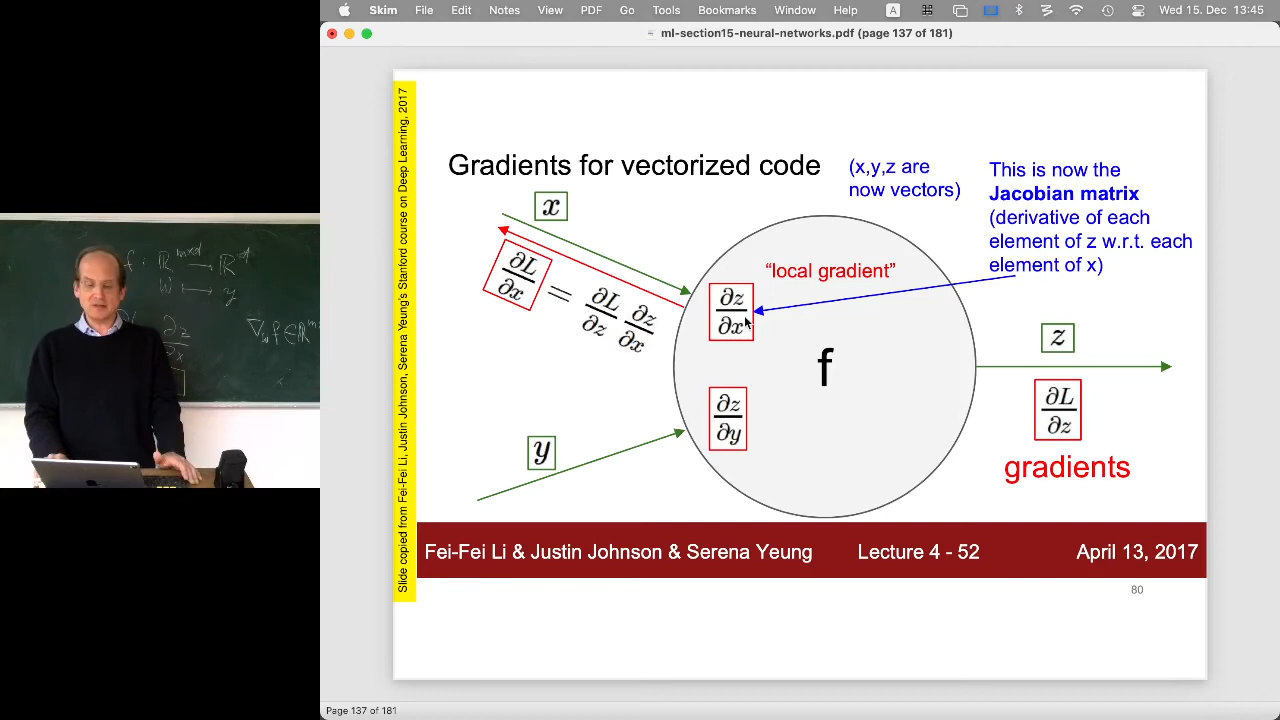 Skim File Edit Notes View PDF Go Tools Bookmarks Window Help A Wed 15. Dec 13:45
ml-section15-neural-networks.pdf (page 137 of 181)
Slide copied from Fei-Fei Li, Justin Johnson, Serena Yeung's Stanford course on Deep Learning, 2017
Gradients for vectorized code
(x,y,z are
now vectors)
This is now the
Jacobian matrix
(derivative of each
element of z w.r.t. each
element of x)
x
∂L/∂x = ∂L/∂z ∂z/∂x
“local gradient”
∂z/∂x
f
∂z/∂y
y
z
∂L/∂z
gradients
Fei-Fei Li & Justin Johnson & Serena Yeung Lecture 4 - 52 April 13, 2017
80
Page 137 of 181
f : ℝ^{m×d} → ℝ^d
W ↦ y
∂z/∂x